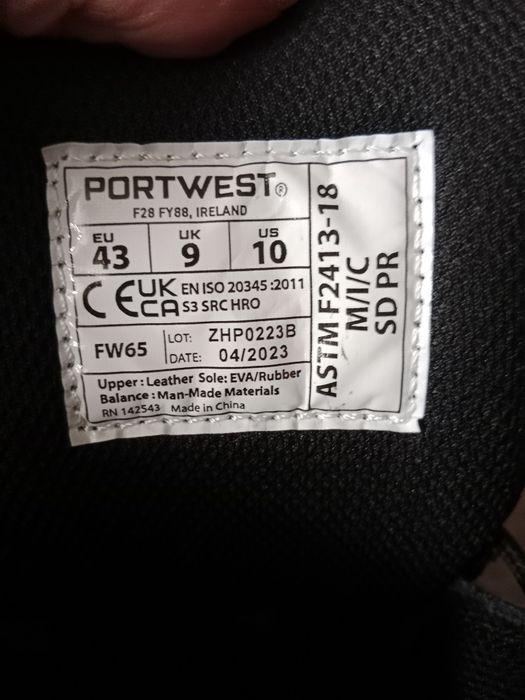 PORTWEST®
F28 FY88, IRELAND
EU UK US
43 9 10
CE UKCA EN ISO 20345 :2011
S3 SRC HRO
FW65
LOT: ZHP0223B
DATE: 04/2023
Upper : Leather Sole: EVA/Rubber
Balance : Man-Made Materials
RN 142543 Made in China
ASTM F2413-18
M/I/C
SD PR